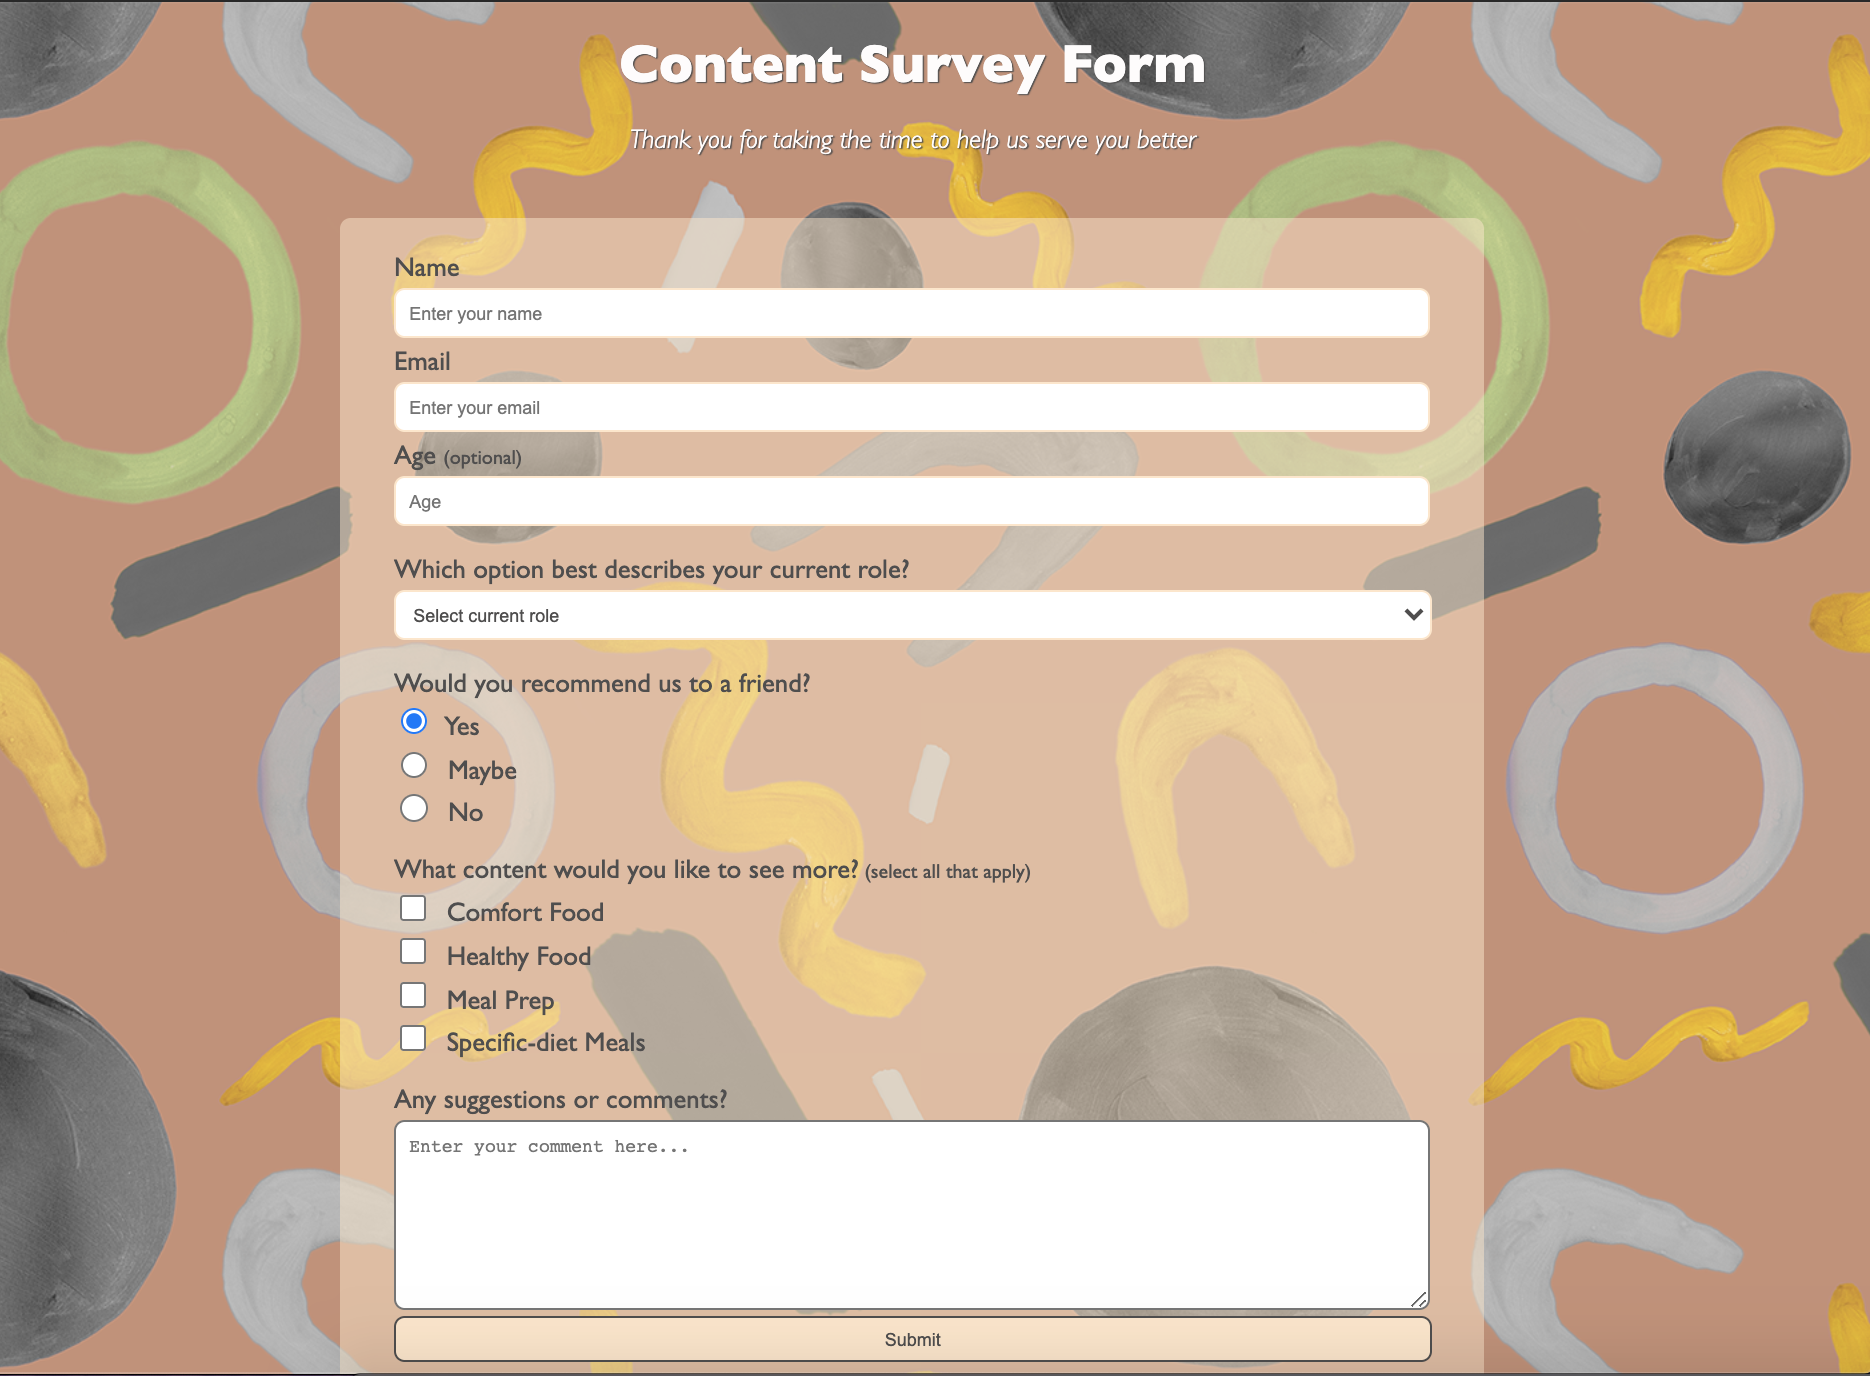 Content Survey Form
Thank you for taking the time to help us serve you better
Name
Enter your name
Email
Enter your email
Age (optional)
Age
Which option best describes your current role?
Select current role
Would you recommend us to a friend?
Yes
Maybe
No
What content would you like to see more? (select all that apply)
Comfort Food
Healthy Food
Meal Prep
Specific-diet Meals
Any suggestions or comments?
Enter your comment here...
Submit